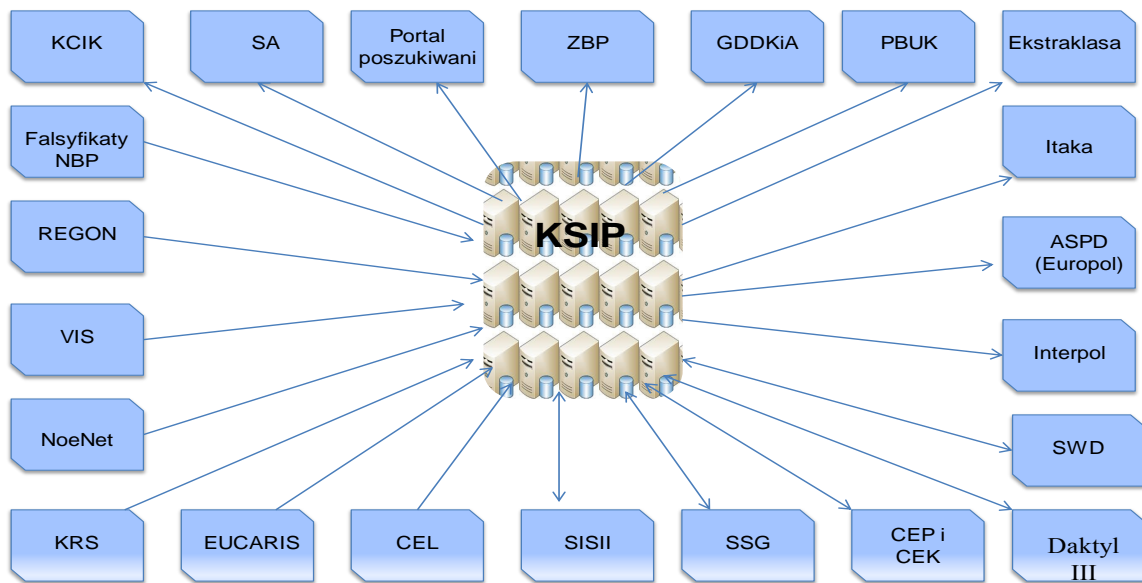 KCIK
SA
Portal
poszukiwani
ZBP
GDDKiA
PBUK
Ekstraklasa
Falsyfikaty
NBP
Itaka
KSIP
REGON
ASPD
(Europol)
VIS
Interpol
NoeNet
SWD
KRS
EUCARIS
CEL
SISII
SSG
CEP i
CEK
Daktyl
III